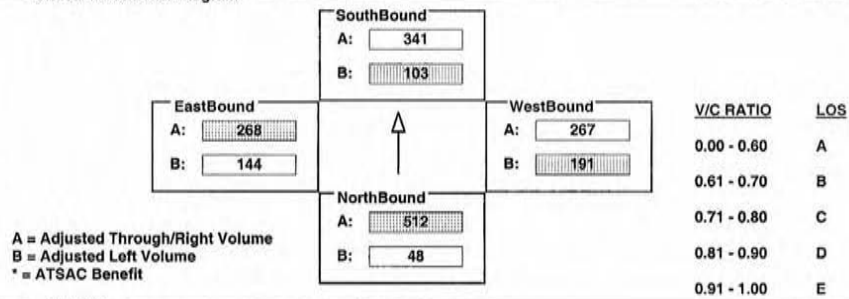 SouthBound
A: 341
B: 103
EastBound
A: 268
B: 144
WestBound
A: 267
B: 191
NorthBound
A: 512
B: 48
A = Adjusted Through/Right Volume
B = Adjusted Left Volume
* = ATSAC Benefit
V/C RATIO LOS
0.00 - 0.60 A
0.61 - 0.70 B
0.71 - 0.80 C
0.81 - 0.90 D
0.91 - 1.00 E